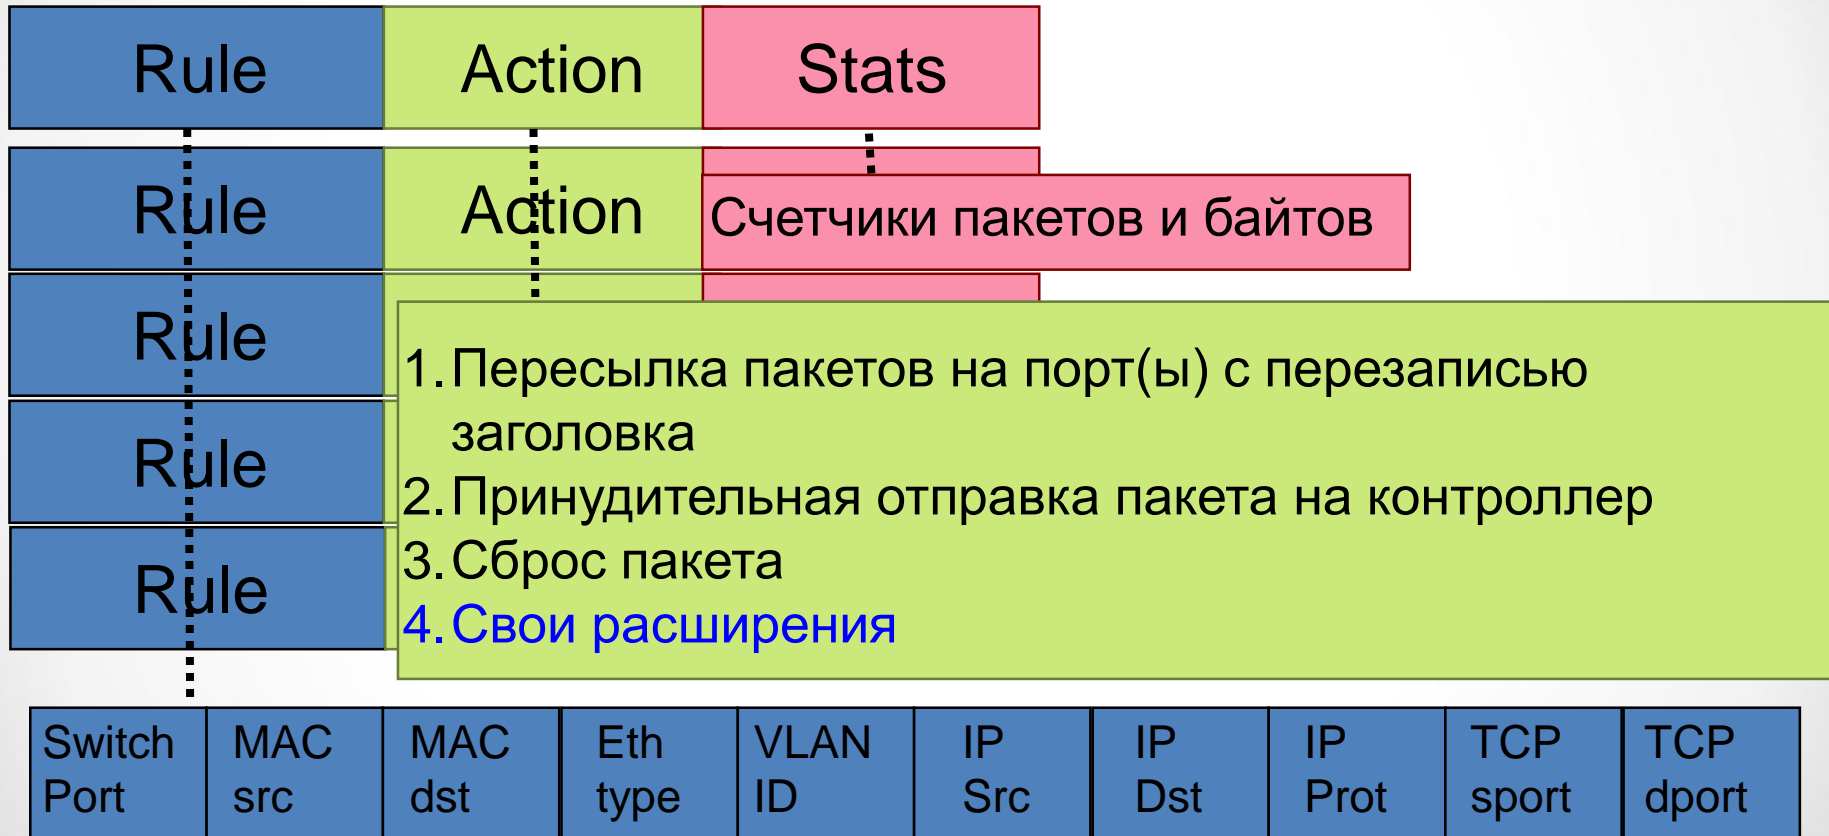 Rule Action Stats
Rule Action Счетчики пакетов и байтов
Rule
1. Пересылка пакетов на порт(ы) с перезаписью
заголовка
Rule
2. Принудительная отправка пакета на контроллер
3. Сброс пакета
Rule
4. Свои расширения
Switch Port
MAC src
MAC dst
Eth type
VLAN ID
IP Src
IP Dst
IP Prot
TCP sport
TCP dport